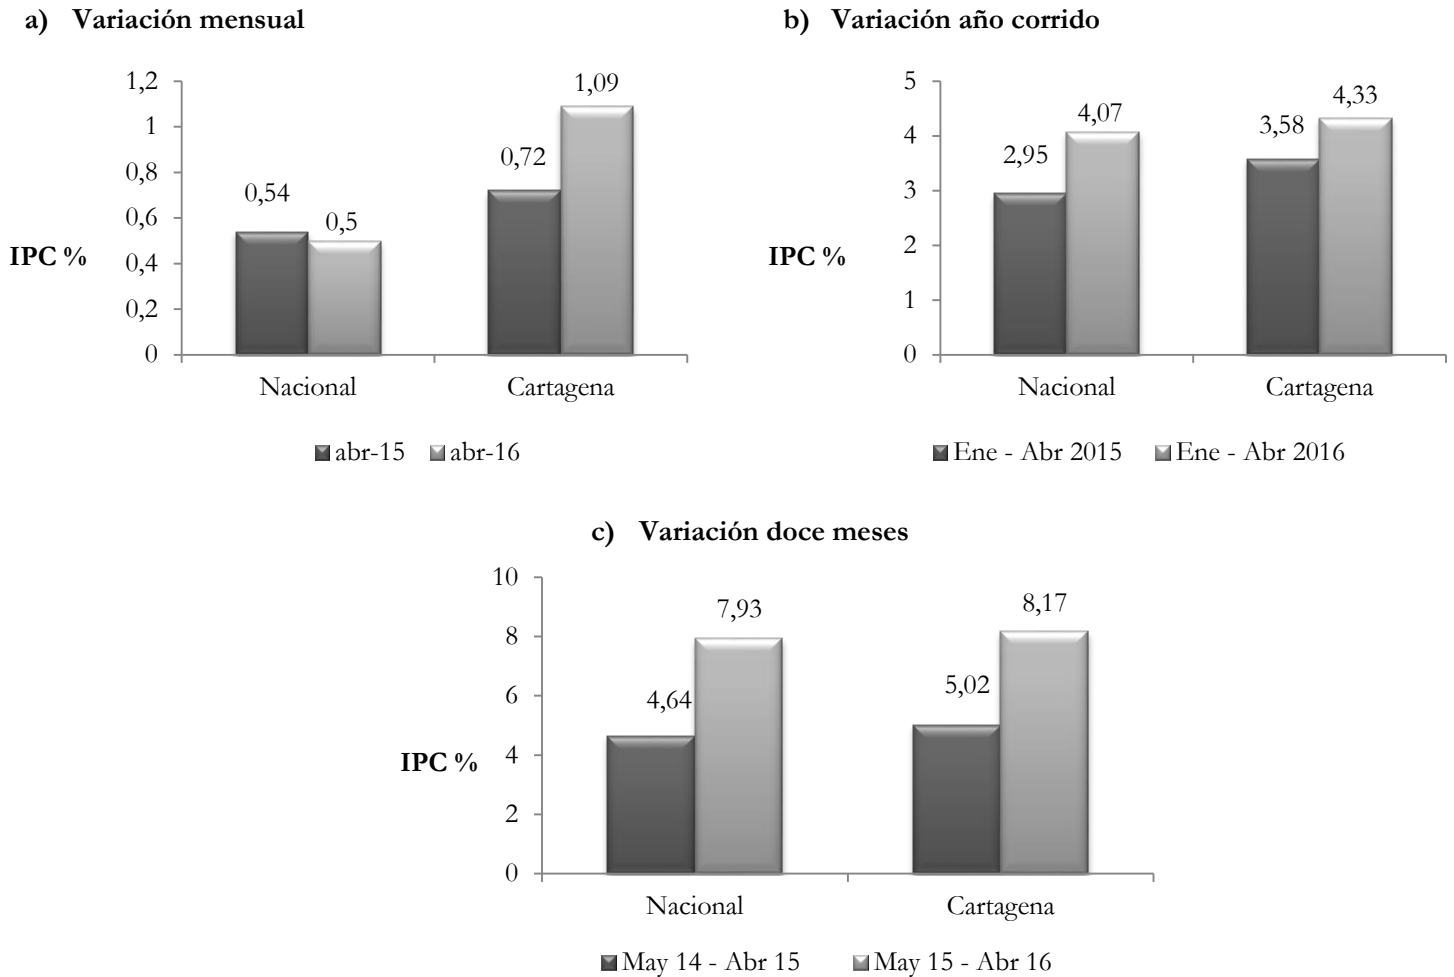 a) Variación mensual
1,2
1
0,8
0,6
0,4
0,2
0
IPC %
0,54
0,5
0,72
1,09
Nacional
Cartagena
abr-15
abr-16
b) Variación año corrido
5
4
3
2
1
0
IPC %
2,95
4,07
3,58
4,33
Nacional
Cartagena
Ene - Abr 2015
Ene - Abr 2016
c) Variación doce meses
10
8
6
4
2
0
IPC %
4,64
7,93
5,02
8,17
Nacional
Cartagena
May 14 - Abr 15
May 15 - Abr 16